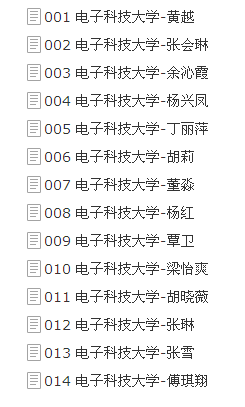 001 电子科技大学-黄越
002 电子科技大学-张会琳
003 电子科技大学-余沁霞
004 电子科技大学-杨兴凤
005 电子科技大学-丁丽萍
006 电子科技大学-胡莉
007 电子科技大学-董淼
008 电子科技大学-杨红
009 电子科技大学-覃卫
010 电子科技大学-梁怡爽
011 电子科技大学-胡晓薇
012 电子科技大学-张琳
013 电子科技大学-张雪
014 电子科技大学-傅琪翔